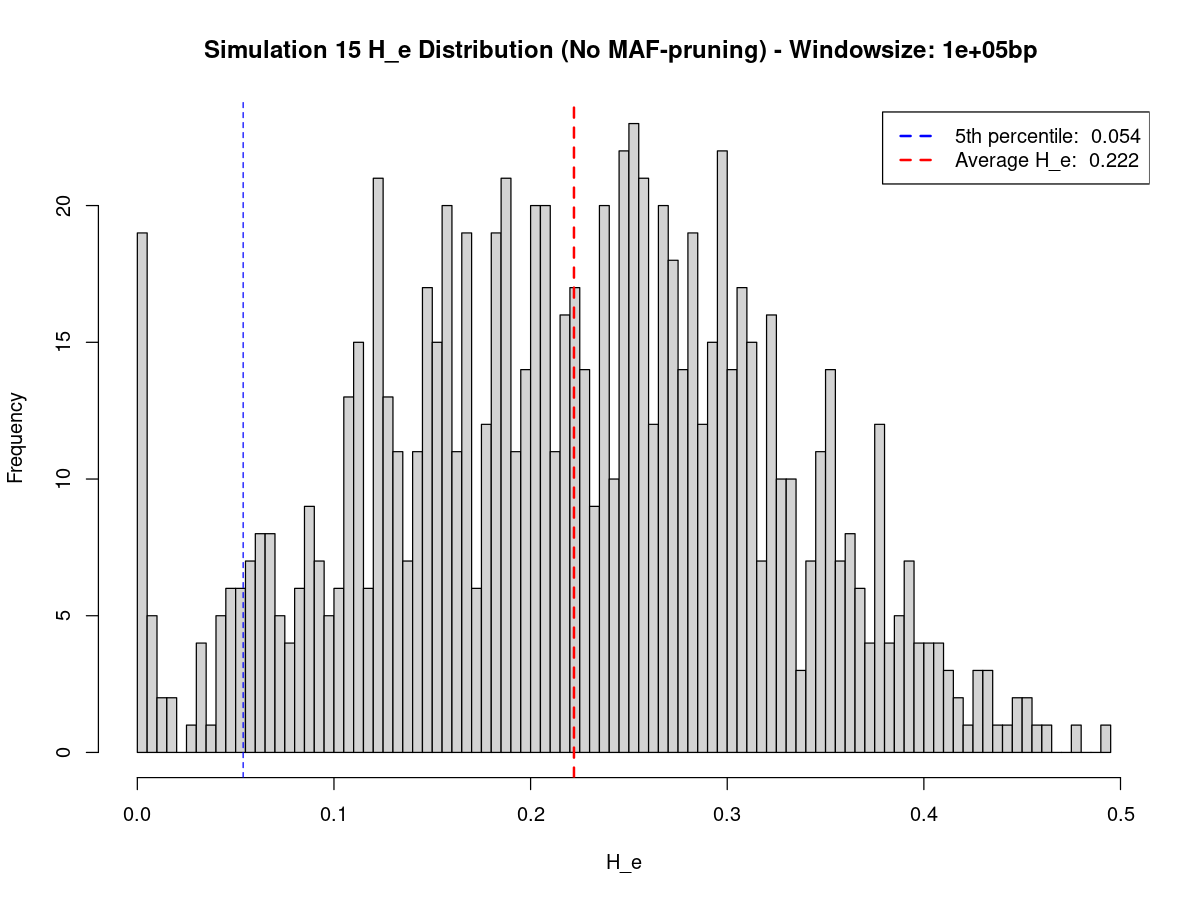 Simulation 15 H_e Distribution (No MAF-pruning) - Windowsize: 1e+05bp
5th percentile: 0.054
Average H_e: 0.222
Frequency
20
15
10
5
0
0.0 0.1 0.2 0.3 0.4 0.5
H_e